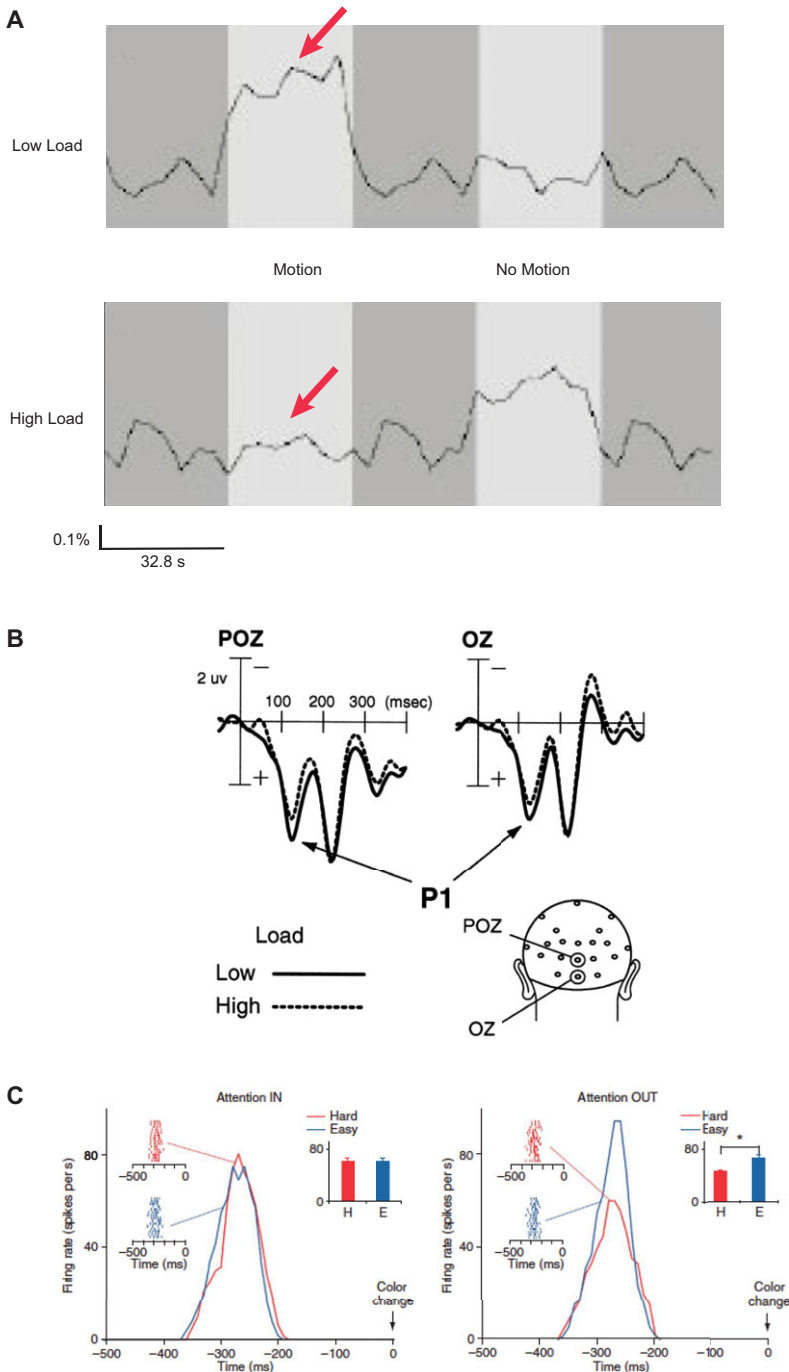 A
Low Load
Motion No Motion
High Load
0.1%
32.8 s
B
POZ OZ
2 uv
−
−
100 200 300 (msec)
+
+
P1
Load
Low
High
POZ
OZ
C
Attention IN
Hard
Easy
Firing rate (spikes per s)
80
40
0
−500 0
−500 0
Time (ms)
80
0
H E
Color
change
−500 −400 −300 −200 −100 0
Time (ms)
Attention OUT
Hard
Easy
Firing rate (spikes per s)
80
40
0
−500 0
−500 0
Time (ms)
80
0
*
H E
Color
change
−500 −400 −300 −200 −100 0
Time (ms)